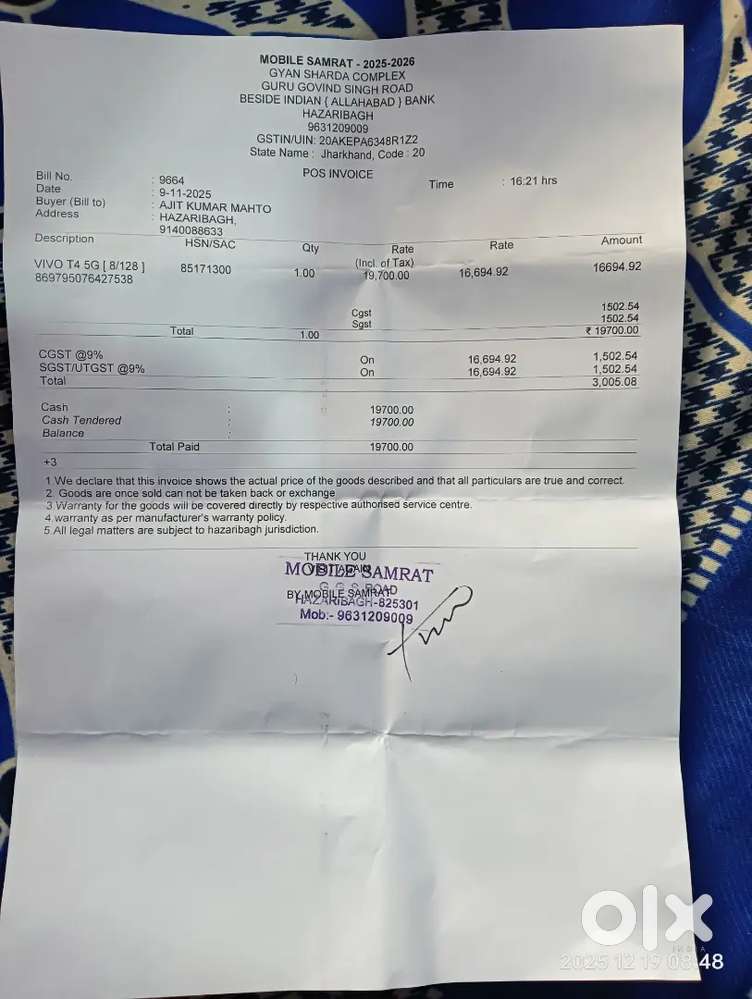 MOBILE SAMRAT - 2025-2026
GYAN SHARDA COMPLEX
GURU GOVIND SINGH ROAD
BESIDE INDIAN { ALLAHABAD } BANK
HAZARIBAGH
9631209009
GSTIN/UIN: 20AKEPA6348R1Z2
State Name : Jharkhand, Code : 20
POS INVOICE
Bill No. : 9664 Time : 16:21 hrs
Date : 9-11-2025
Buyer (Bill to) : AJIT KUMAR MAHTO
Address : HAZARIBAGH,
9140088633
Description HSN/SAC Qty Rate Rate Amount
(Incl. of Tax)
VIVO T4 5G [ 8/128 ] 85171300 1.00 19,700.00 16,694.92 16694.92
869795076427538
Cgst 1502.54
Sgst 1502.54
Total 1.00 ₹ 19700.00
CGST @9% On 16,694.92 1,502.54
SGST/UTGST @9% On 16,694.92 1,502.54
Total 3,005.08
Cash : 19700.00
Cash Tendered : 19700.00
Balance :
Total Paid 19700.00
+3
1 We declare that this invoice shows the actual price of the goods described and that all particulars are true and correct.
2 Goods are once sold can not be taken back or exchange
3 Warranty for the goods will be covered directly by respective authorised service centre.
4.warranty as per manufacturer's warranty policy.
5.All legal matters are subject to hazaribagh jurisdiction.
THANK YOU
VISIT AGAIN
MOBILE SAMRAT
G G S ROAD
BY MOBILE SAMRAT
HAZARIBAGH-825301
Mob:- 9631209009
olx
INDIA
2025 12 19 08:48